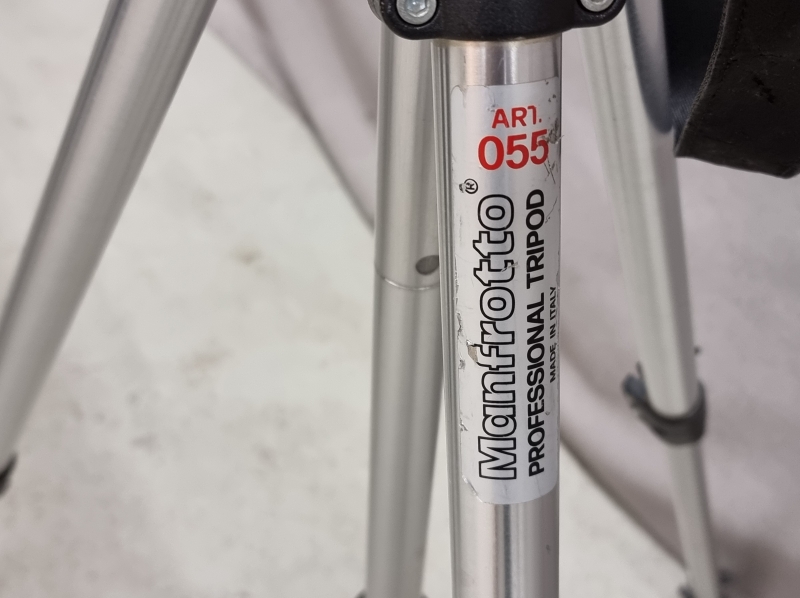 ART.
055
Manfrotto®
PROFESSIONAL TRIPOD
MADE IN ITALY